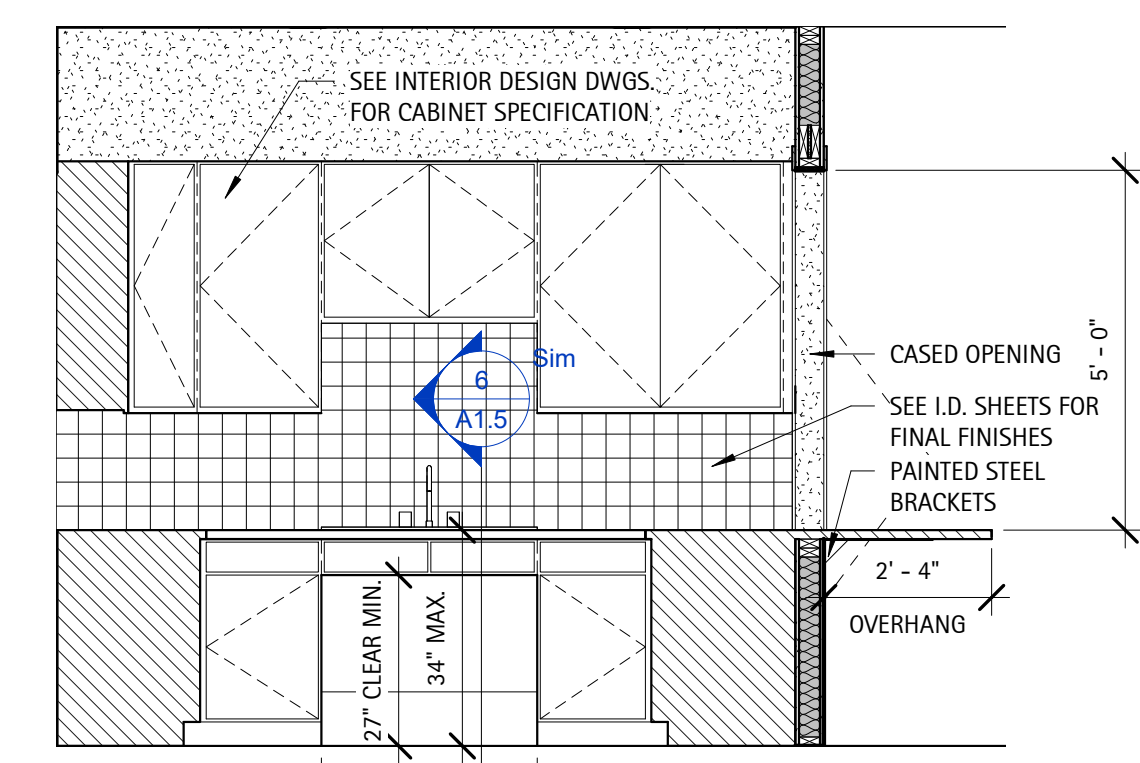 SEE INTERIOR DESIGN DWGS.
FOR CABINET SPECIFICATION
Sim
6
A1.5
CASED OPENING
5' - 0"
SEE I.D. SHEETS FOR
FINAL FINISHES
PAINTED STEEL
BRACKETS
2' - 4"
OVERHANG
27" CLEAR MIN.
34" MAX.